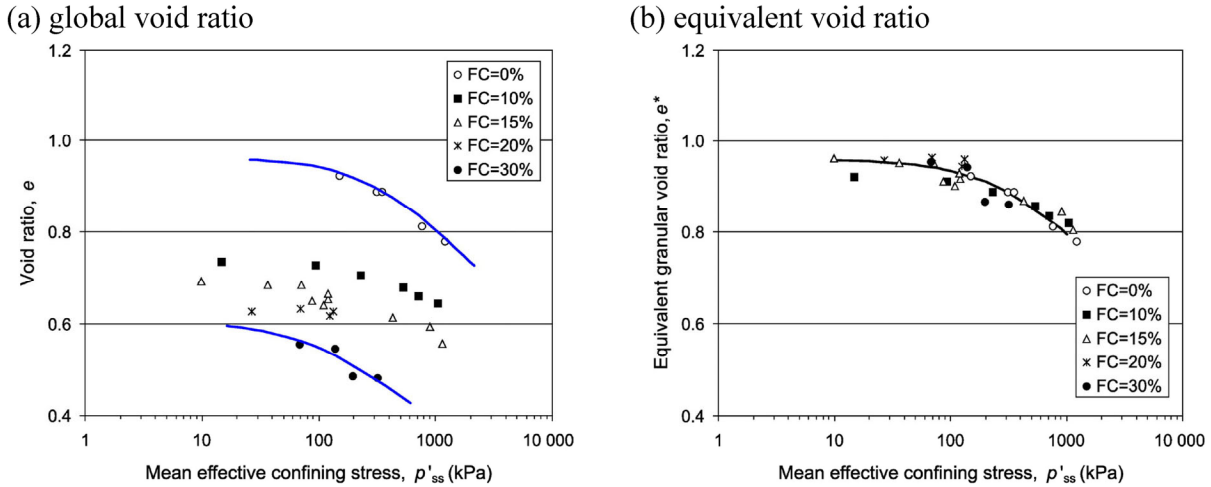 (a) global void ratio
1.2
1.0
0.8
0.6
0.4
Void ratio, e
FC=0%
FC=10%
FC=15%
FC=20%
FC=30%
1
10
100
1000
10 000
Mean effective confining stress, p'ss (kPa)
(b) equivalent void ratio
1.2
1.0
0.8
0.6
0.4
Equivalent granular void ratio, e*
FC=0%
FC=10%
FC=15%
FC=20%
FC=30%
1
10
100
1000
10 000
Mean effective confining stress, p'ss (kPa)